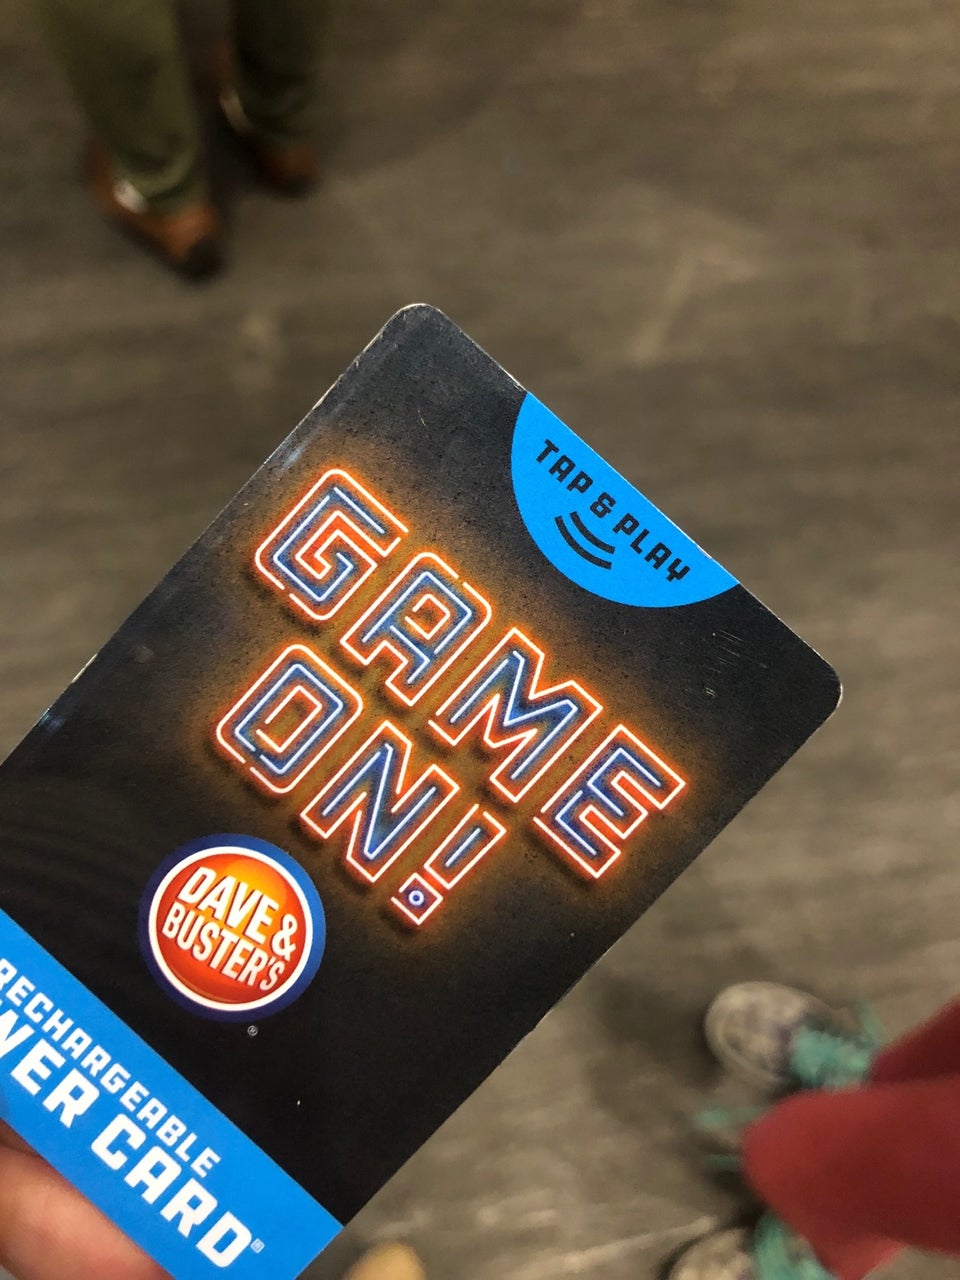 TAP & PLAY
GAME
ON!
DAVE &
BUSTER'S
®
RECHARGEABLE
WER CARD®